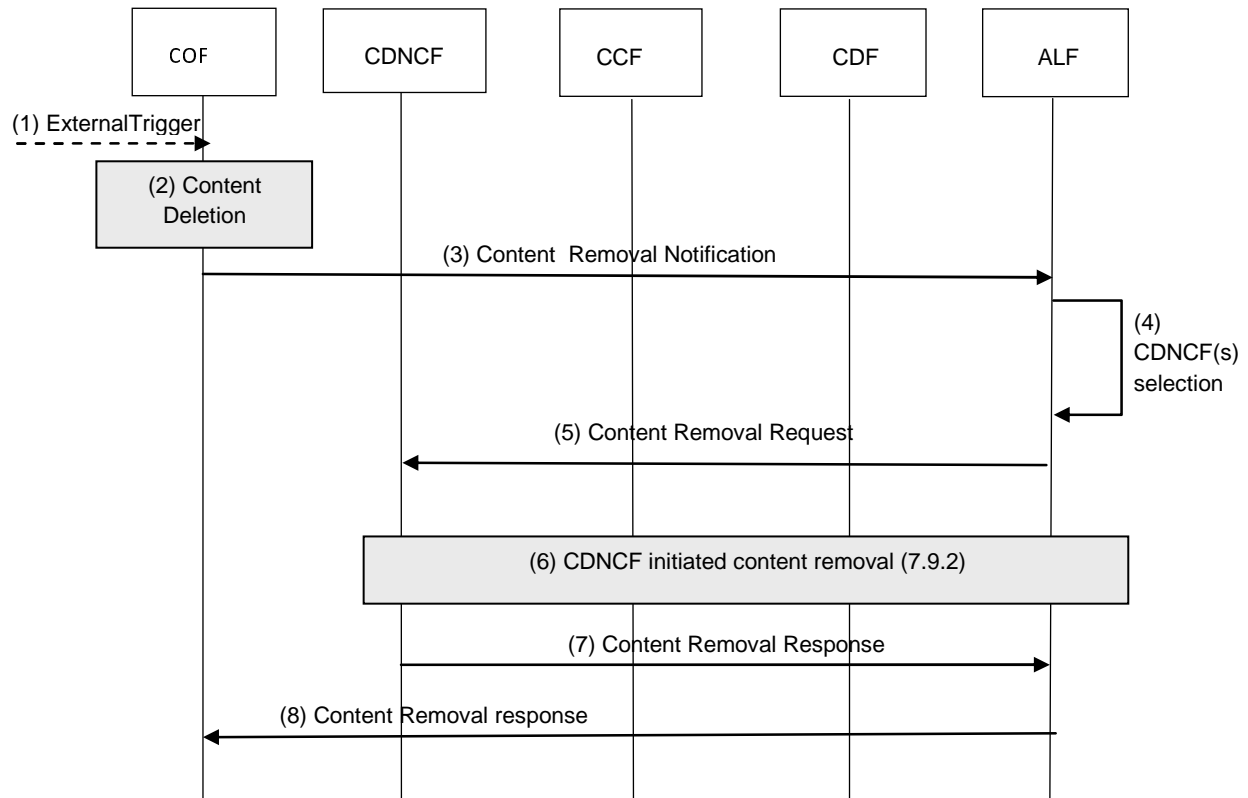 COF
CDNCF
CCF
CDF
ALF
(1) ExternalTrigger
(2) Content
Deletion
(3) Content Removal Notification
(4)
CDNCF(s)
selection
(5) Content Removal Request
(6) CDNCF initiated content removal (7.9.2)
(7) Content Removal Response
(8) Content Removal response